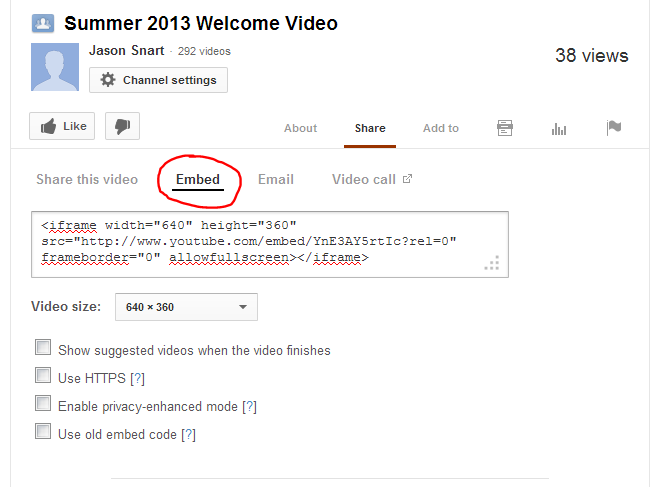 Summer 2013 Welcome Video
Jason Snart · 292 videos
38 views
Channel settings
Like
About Share Add to
Share this video Embed Email Video call
<iframe width="640" height="360"
src="http://www.youtube.com/embed/YnE3AY5rtIc?rel=0"
frameborder="0" allowfullscreen></iframe>
Video size: 640 × 360
Show suggested videos when the video finishes
Use HTTPS [?]
Enable privacy-enhanced mode [?]
Use old embed code [?]